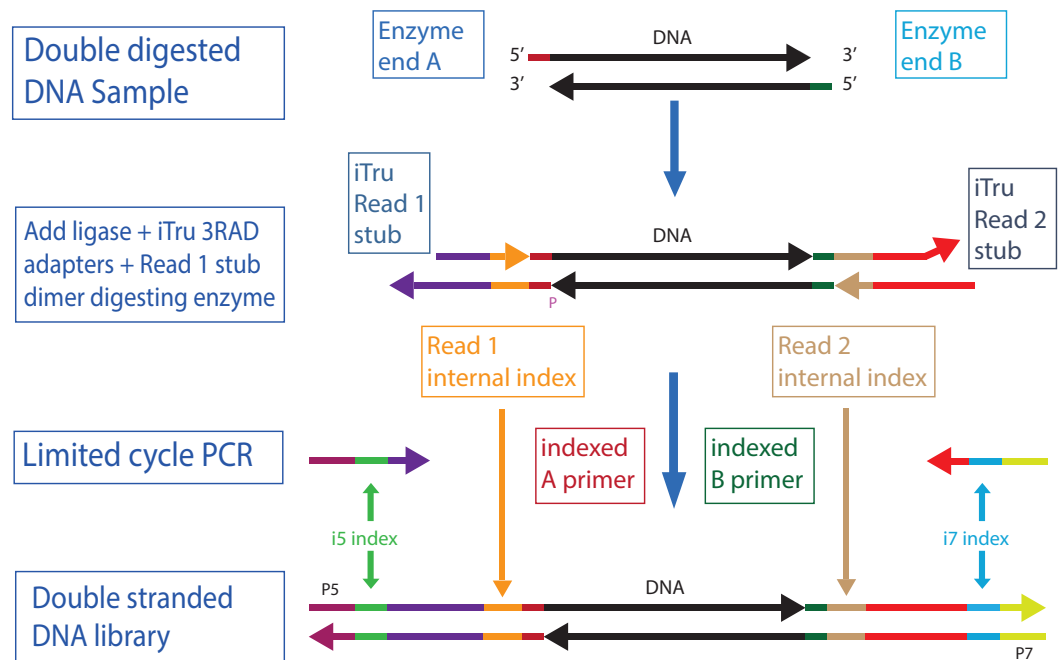 Double digested
DNA Sample
Enzyme
end A
5’
3’
DNA
3’
5’
Enzyme
end B
iTru
Read 1
stub
iTru
Read 2
stub
Add ligase + iTru 3RAD
adapters + Read 1 stub
dimer digesting enzyme
DNA
P
Read 1
internal index
Read 2
internal index
Limited cycle PCR
indexed
A primer
indexed
B primer
i5 index
i7 index
Double stranded
DNA library
P5
DNA
P7